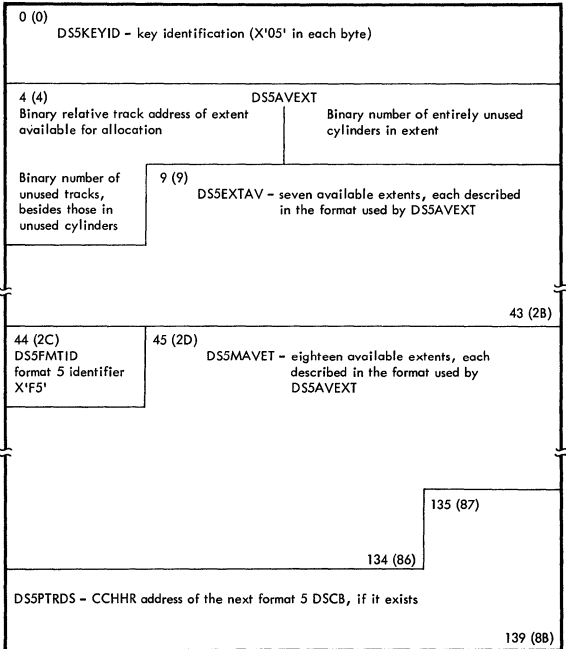 0 (0)
DS5KEYID – key identification (X'05' in each byte)
4 (4)
DS5AVEXT
Binary relative track address of extent
available for allocation
Binary number of entirely unused
cylinders in extent
Binary number of
unused tracks,
besides those in
unused cylinders
9 (9)
DS5EXTAV – seven available extents, each described
in the format used by DS5AVEXT
43 (2B)
44 (2C)
DS5FMTID
format 5 identifier
X'F5'
45 (2D)
DS5MAVET – eighteen available extents, each
described in the format used by
DS5AVEXT
135 (87)
134 (86)
DS5PTRDS – CCHHR address of the next format 5 DSCB, if it exists
139 (8B)